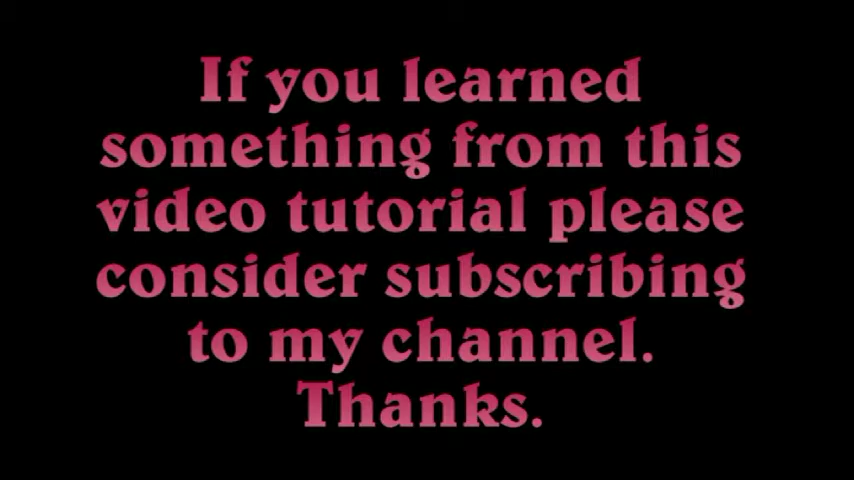 If you learned
something from this
video tutorial please
consider subscribing
to my channel.
Thanks.